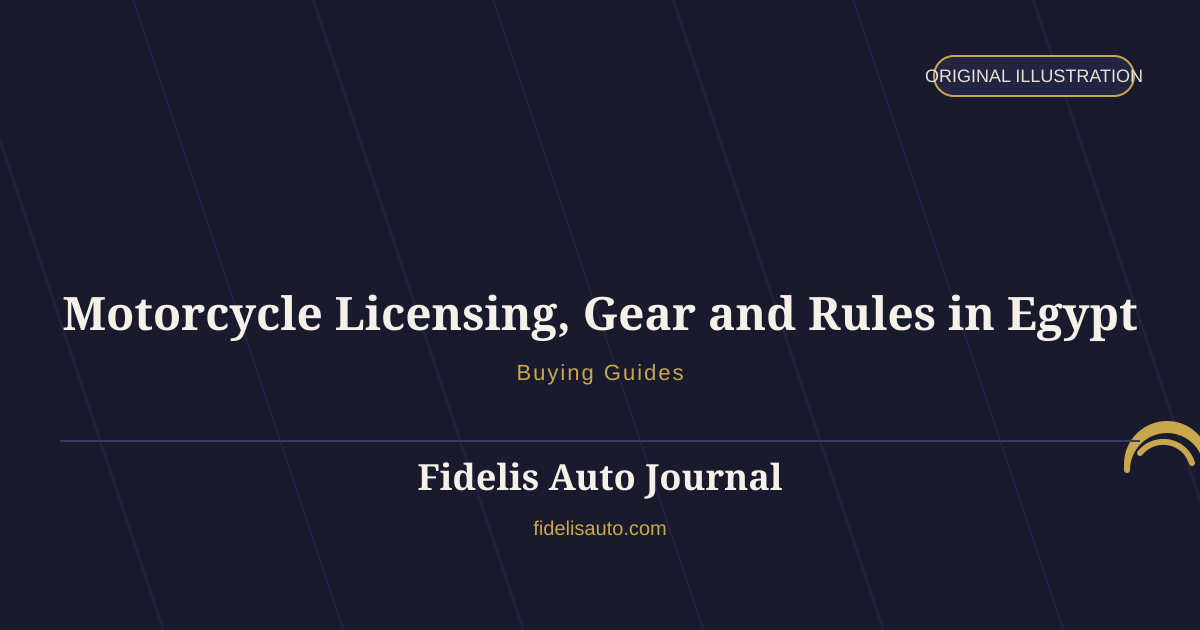 ORIGINAL ILLUSTRATION
Motorcycle Licensing, Gear and Rules in Egypt
Buying Guides
Fidelis Auto Journal
fidelisauto.com